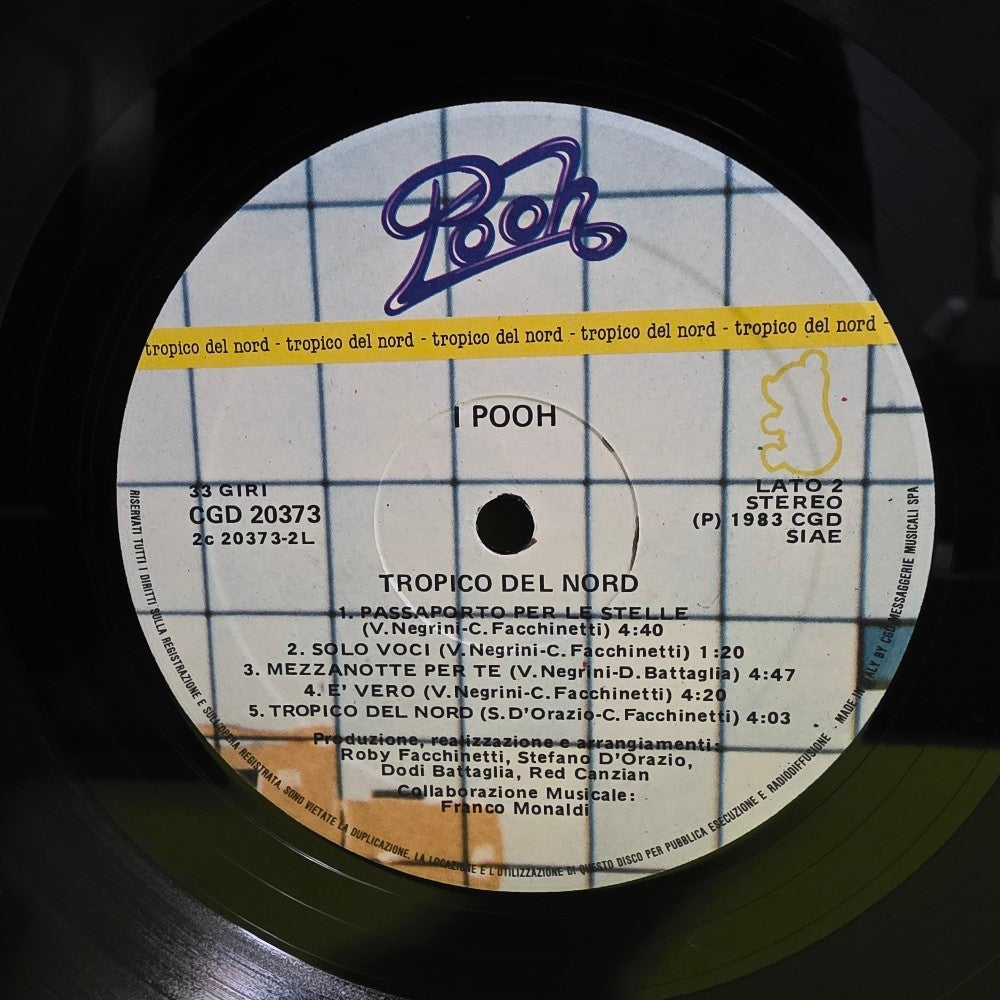 Pooh
tropico del nord - tropico del nord - tropico del nord - tropico del nord - tropico del nord -
I POOH
33 GIRI
CGD 20373
2c 20373-2L
LATO 2
STEREO
(P) 1983 CGD
SIAE
TROPICO DEL NORD
1. PASSAPORTO PER LE STELLE
(V. Negrini-C. Facchinetti) 4:40
2. SOLO VOCI (V. Negrini-C. Facchinetti) 1:20
3. MEZZANOTTE PER TE (V. Negrini-D. Battaglia) 4:47
4. E' VERO (V. Negrini-C. Facchinetti) 4:20
5. TROPICO DEL NORD (S. D'Orazio-C. Facchinetti) 4:03
Produzione, realizzazione e arrangiamenti:
Roby Facchinetti, Stefano D'Orazio,
Dodi Battaglia, Red Canzian
Collaborazione Musicale:
Franco Monaldi
RISERVATI TUTTI I DIRITTI SULLA REGISTRAZIONE E SULL'OPERA REGISTRATA. SONO VIETATE LA DUPLICAZIONE, LA LOCAZIONE E L'UTILIZZAZIONE DI QUESTO DISCO PER PUBBLICA ESECUZIONE E RADIODIFFUSIONE - MADE IN ITALY BY CGD MESSAGGERIE MUSICALI SPA